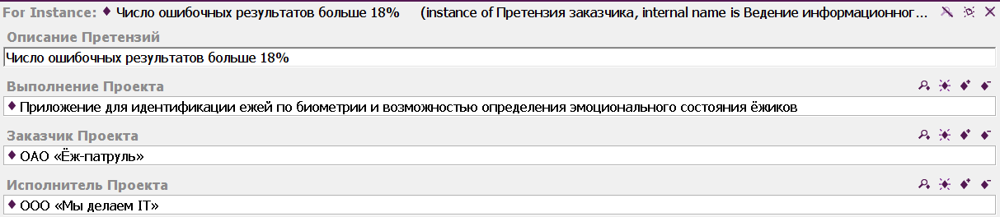 For Instance: Число ошибочных результатов больше 18% (instance of Претензия заказчика, internal name is Ведение информационног...
Описание Претензий
Число ошибочных результатов больше 18%
Выполнение Проекта
Приложение для идентификации ежей по биометрии и возможностью определения эмоционального состояния ёжиков
Заказчик Проекта
ОАО «Ёж-патруль»
Исполнитель Проекта
ООО «Мы делаем IT»